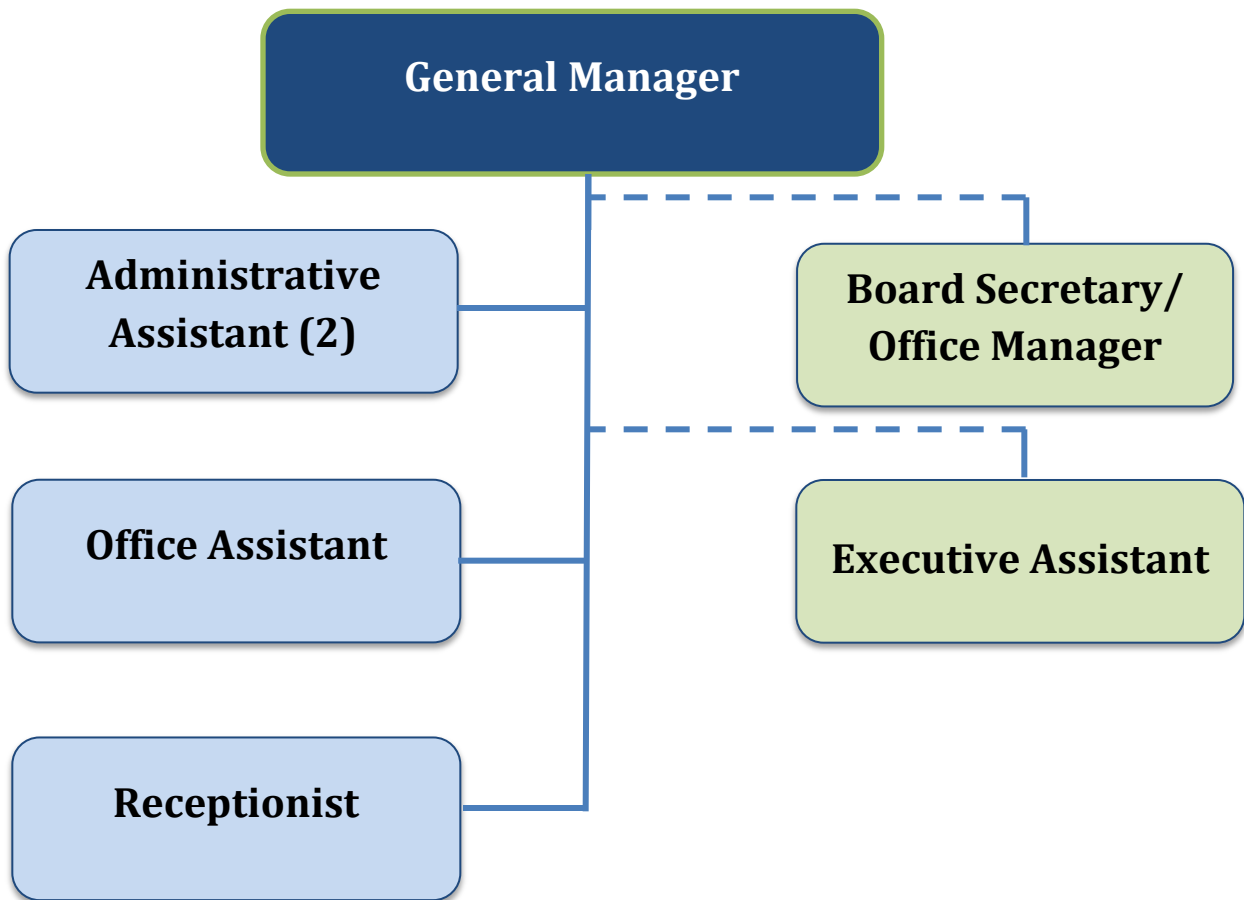 General Manager
Administrative
Assistant (2)
Board Secretary/
Office Manager
Office Assistant
Executive Assistant
Receptionist